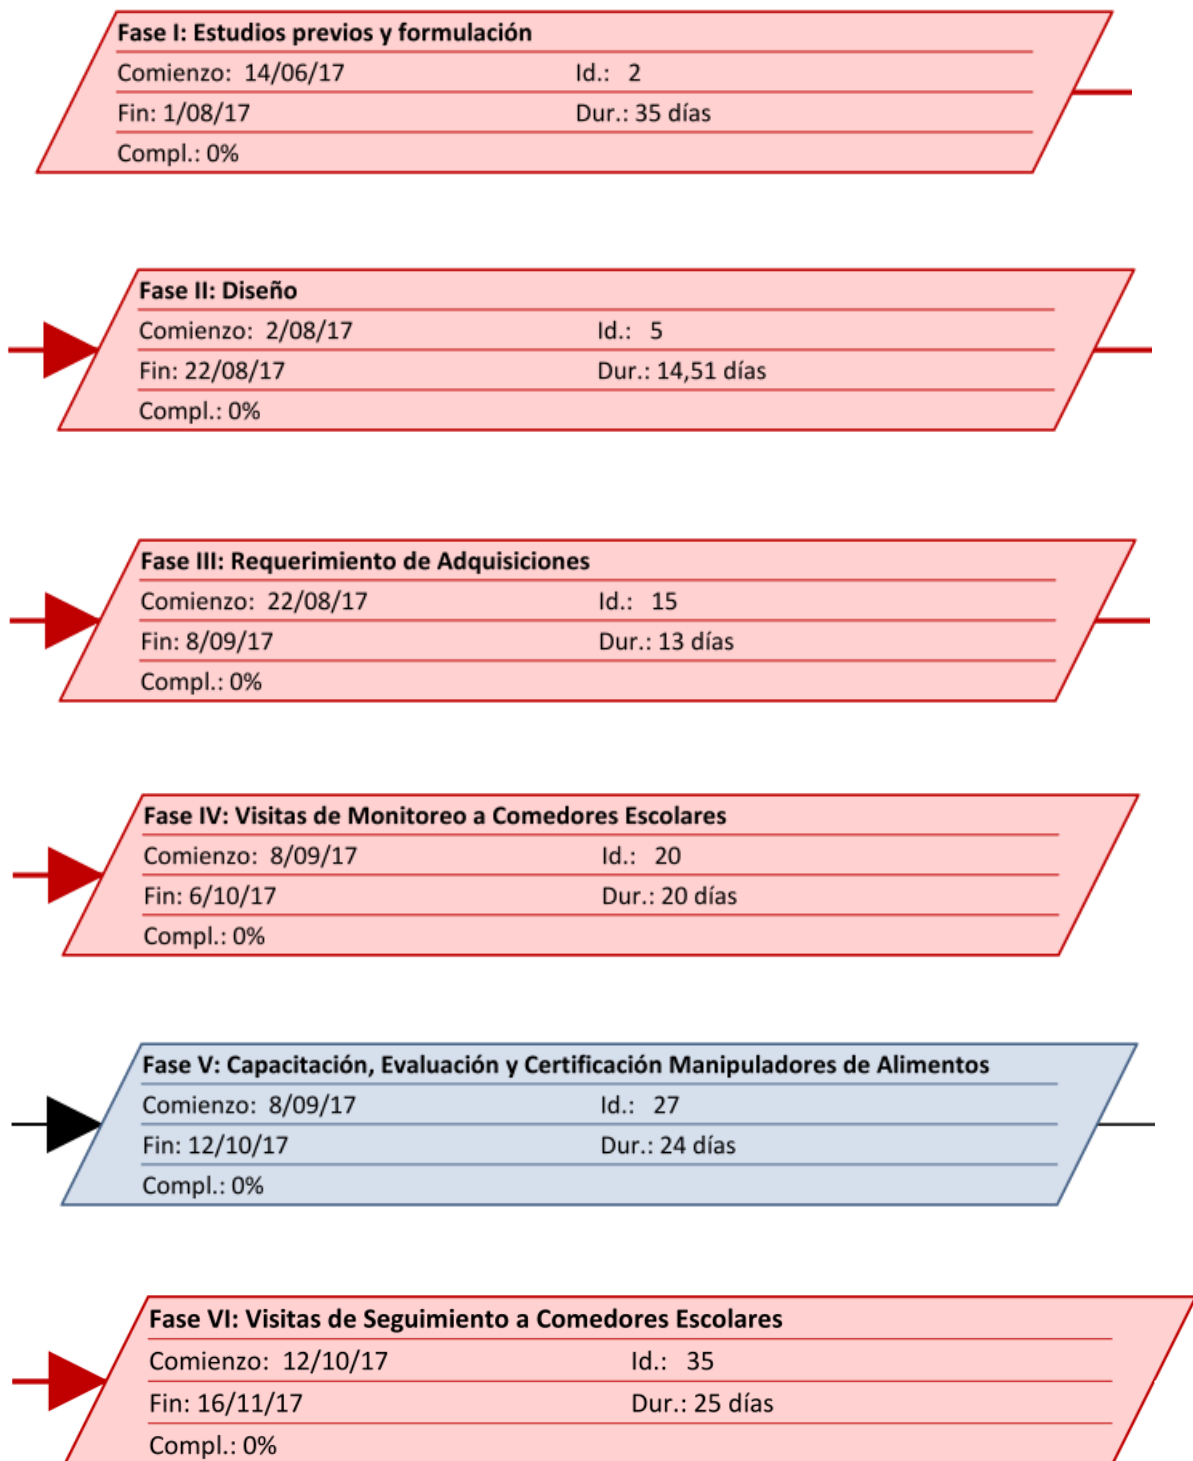 Fase I: Estudios previos y formulación
Comienzo: 14/06/17 Id.: 2
Fin: 1/08/17 Dur.: 35 días
Compl.: 0%
Fase II: Diseño
Comienzo: 2/08/17 Id.: 5
Fin: 22/08/17 Dur.: 14,51 días
Compl.: 0%
Fase III: Requerimiento de Adquisiciones
Comienzo: 22/08/17 Id.: 15
Fin: 8/09/17 Dur.: 13 días
Compl.: 0%
Fase IV: Visitas de Monitoreo a Comedores Escolares
Comienzo: 8/09/17 Id.: 20
Fin: 6/10/17 Dur.: 20 días
Compl.: 0%
Fase V: Capacitación, Evaluación y Certificación Manipuladores de Alimentos
Comienzo: 8/09/17 Id.: 27
Fin: 12/10/17 Dur.: 24 días
Compl.: 0%
Fase VI: Visitas de Seguimiento a Comedores Escolares
Comienzo: 12/10/17 Id.: 35
Fin: 16/11/17 Dur.: 25 días
Compl.: 0%